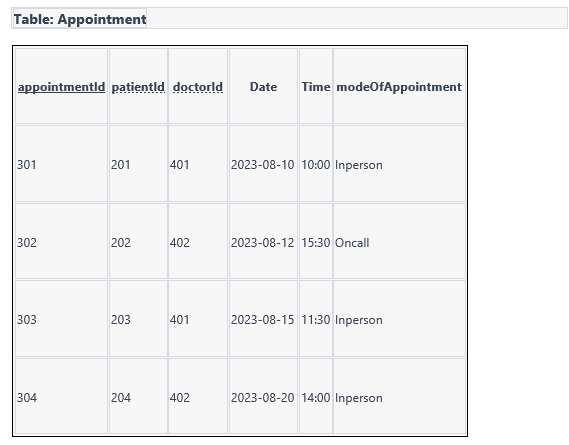 Table: Appointment
appointmentId patientId doctorId Date Time modeOfAppointment
301 201 401 2023-08-10 10:00 Inperson
302 202 402 2023-08-12 15:30 Oncall
303 203 401 2023-08-15 11:30 Inperson
304 204 402 2023-08-20 14:00 Inperson